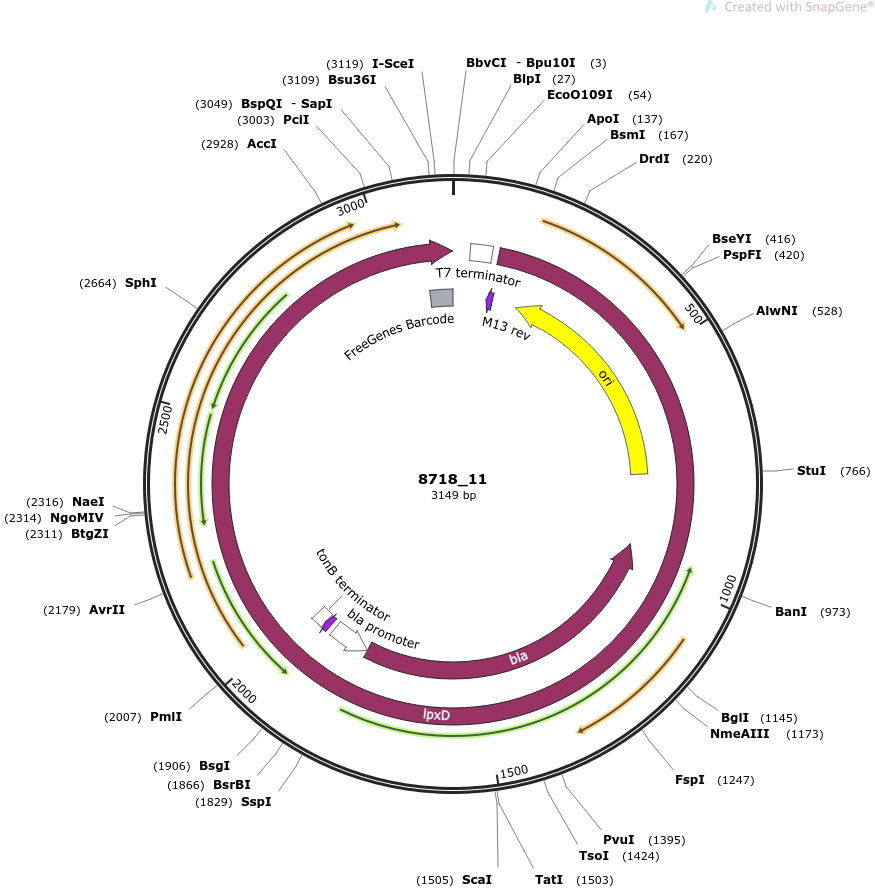 Created with SnapGene®
(3119) I-SceI
(3109) Bsu36I
(3049) BspQI - SapI
(3003) PciI
(2928) AccI
BbvCI - Bpu10I (3)
BlpI (27)
EcoO109I (54)
ApoI (137)
BsmI (167)
DrdI (220)
BseYI (416)
PspFI (420)
AlwNI (528)
StuI (766)
BanI (973)
BglI (1145)
NmeAIII (1173)
FspI (1247)
PvuI (1395)
TsoI (1424)
TatI (1503)
(1505) ScaI
(1829) SspI
(1866) BsrBI
(1906) BsgI
(2007) PmlI
(2179) AvrII
(2311) BtgZI
(2314) NgoMIV
(2316) NaeI
(2664) SphI
500
1000
1500
2000
2500
3000
T7 terminator
M13 rev
FreeGenes Barcode
ori
8718_11
3149 bp
tonB terminator
bla promoter
bla
lpxD